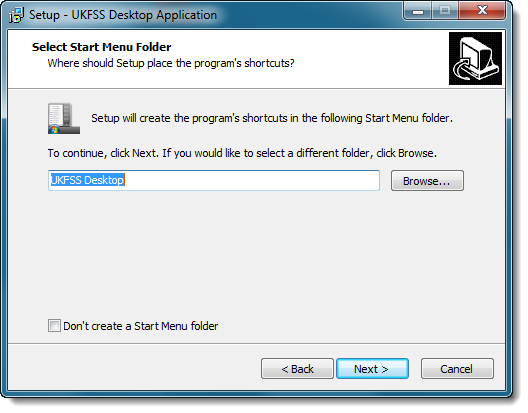 Setup - UKFSS Desktop Application
Select Start Menu Folder
Where should Setup place the program's shortcuts?
Setup will create the program's shortcuts in the following Start Menu folder.
To continue, click Next. If you would like to select a different folder, click Browse.
UKFSS Desktop
Browse...
Don't create a Start Menu folder
< Back
Next >
Cancel